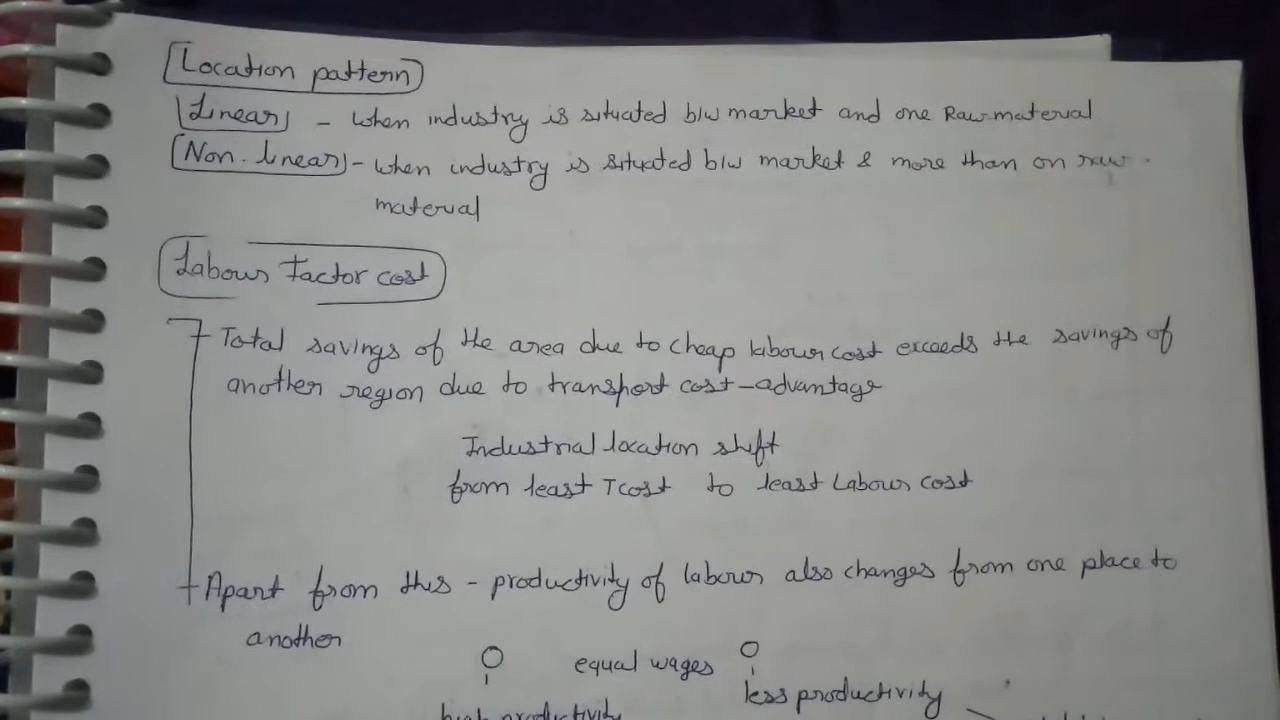 Location pattern
Linear - When industry is situated b/w market and one Raw material
Non-linear - When industry is situated b/w market & more than on raw
material
Labour Factor cost
Total savings of the area due to cheap labour cost exceeds the savings of
another region due to transport cost-advantage
Industrial location shift
from least T cost to least Labour cost
Apart from this - productivity of labour also changes from one place to
another
equal wages
less productivity
high productivity